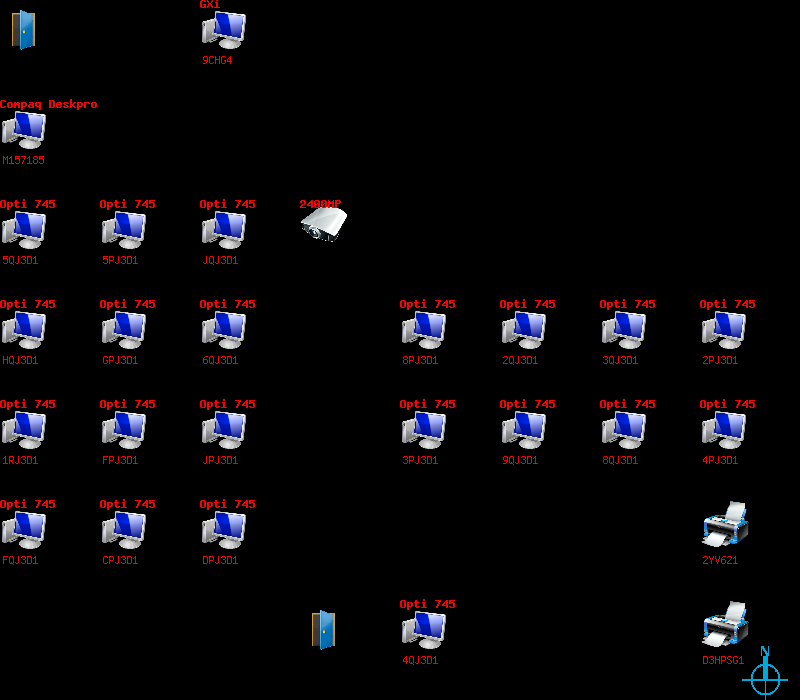 GXi
9CHG4
Compaq Deskpro
M157185
Opti 745 Opti 745 Opti 745 2400MP
5QJ3D1 5PJ3D1 JQJ3D1
Opti 745 Opti 745 Opti 745 Opti 745 Opti 745 Opti 745 Opti 745
HQJ3D1 GPJ3D1 6QJ3D1 8PJ3D1 2QJ3D1 3QJ3D1 2PJ3D1
Opti 745 Opti 745 Opti 745 Opti 745 Opti 745 Opti 745 Opti 745
1RJ3D1 FPJ3D1 JPJ3D1 3PJ3D1 9QJ3D1 8QJ3D1 4PJ3D1
Opti 745 Opti 745 Opti 745
FQJ3D1 CPJ3D1 DPJ3D1 2YV621
Opti 745
4QJ3D1 D3HPSG1
N